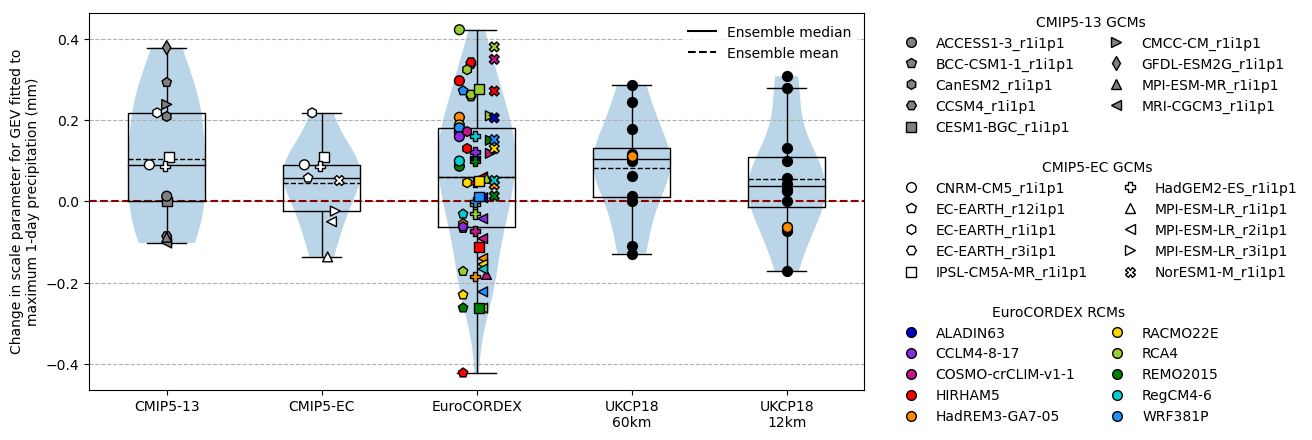 Change in scale parameter for GEV fitted to
maximum 1-day precipitation (mm)
0.4
0.2
0.0
−0.2
−0.4
Ensemble median
Ensemble mean
CMIP5-13
CMIP5-EC
EuroCORDEX
UKCP18
60km
UKCP18
12km
CMIP5-13 GCMs
ACCESS1-3_r1i1p1
BCC-CSM1-1_r1i1p1
CanESM2_r1i1p1
CCSM4_r1i1p1
CESM1-BGC_r1i1p1
CMCC-CM_r1i1p1
GFDL-ESM2G_r1i1p1
MPI-ESM-MR_r1i1p1
MRI-CGCM3_r1i1p1
CMIP5-EC GCMs
CNRM-CM5_r1i1p1
EC-EARTH_r12i1p1
EC-EARTH_r1i1p1
EC-EARTH_r3i1p1
IPSL-CM5A-MR_r1i1p1
HadGEM2-ES_r1i1p1
MPI-ESM-LR_r1i1p1
MPI-ESM-LR_r2i1p1
MPI-ESM-LR_r3i1p1
NorESM1-M_r1i1p1
EuroCORDEX RCMs
ALADIN63
CCLM4-8-17
COSMO-crCLIM-v1-1
HIRHAM5
HadREM3-GA7-05
RACMO22E
RCA4
REMO2015
RegCM4-6
WRF381P